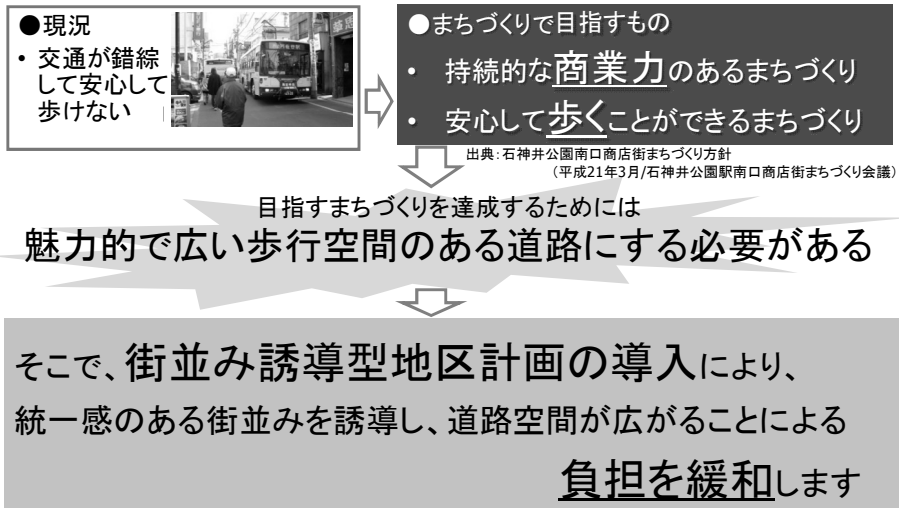 ●現況
・ 交通が錯綜
して安心して
歩けない
●まちづくりで目指すもの
・ 持続的な商業力のあるまちづくり
・ 安心して歩くことができるまちづくり
出典：石神井公園南口商店街まちづくり方針
（平成21年3月/石神井公園駅南口商店街まちづくり会議）
目指すまちづくりを達成するためには
魅力的で広い歩行空間のある道路にする必要がある
そこで、街並み誘導型地区計画の導入により、
統一感のある街並みを誘導し、道路空間が広がることによる
負担を緩和します